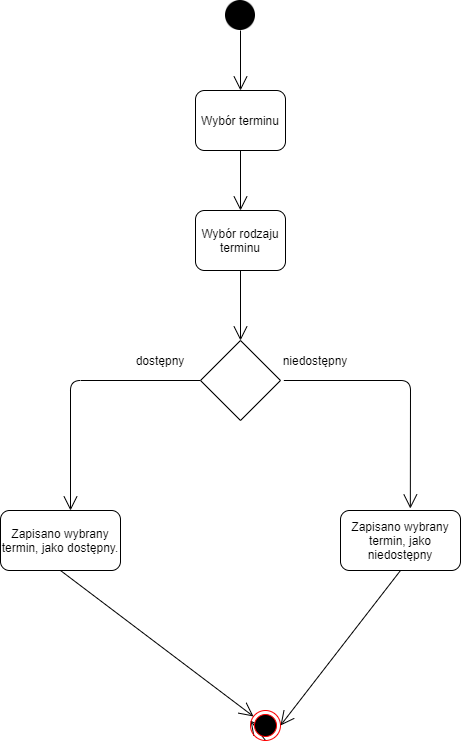 Wybór terminu
Wybór rodzaju
terminu
dostępny
niedostępny
Zapisano wybrany
termin, jako dostępny.
Zapisano wybrany
termin, jako
niedostępny